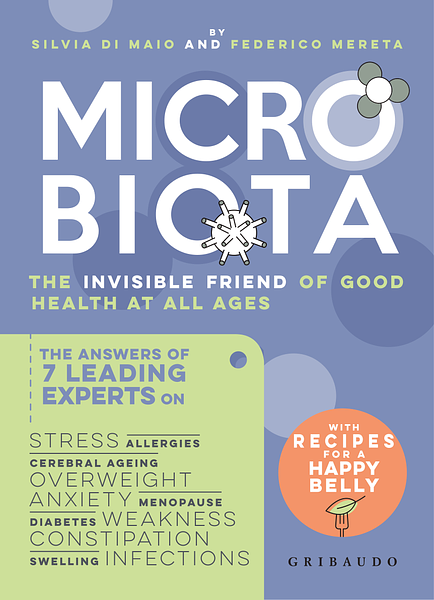 BY
SILVIA DI MAIO AND FEDERICO MERETA
MICRO
BIOTA
THE INVISIBLE FRIEND OF GOOD
HEALTH AT ALL AGES
THE ANSWERS OF
7 LEADING
EXPERTS ON
STRESS ALLERGIES
CEREBRAL AGEING
OVERWEIGHT
ANXIETY MENOPAUSE
DIABETES WEAKNESS
CONSTIPATION
SWELLING INFECTIONS
WITH
RECIPES
FOR A
HAPPY
BELLY
GRIBAUDO